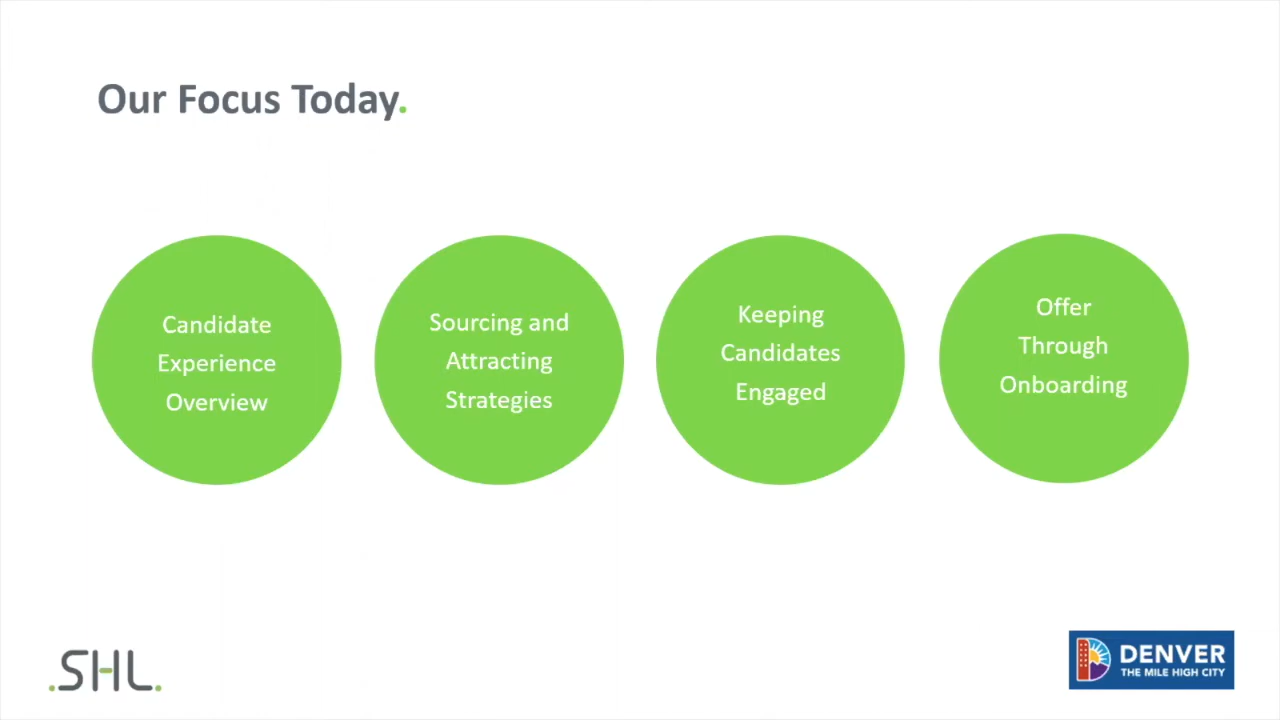 Our Focus Today.
Candidate
Experience
Overview
Sourcing and
Attracting
Strategies
Keeping
Candidates
Engaged
Offer
Through
Onboarding
.SHL.
DENVER
THE MILE HIGH CITY